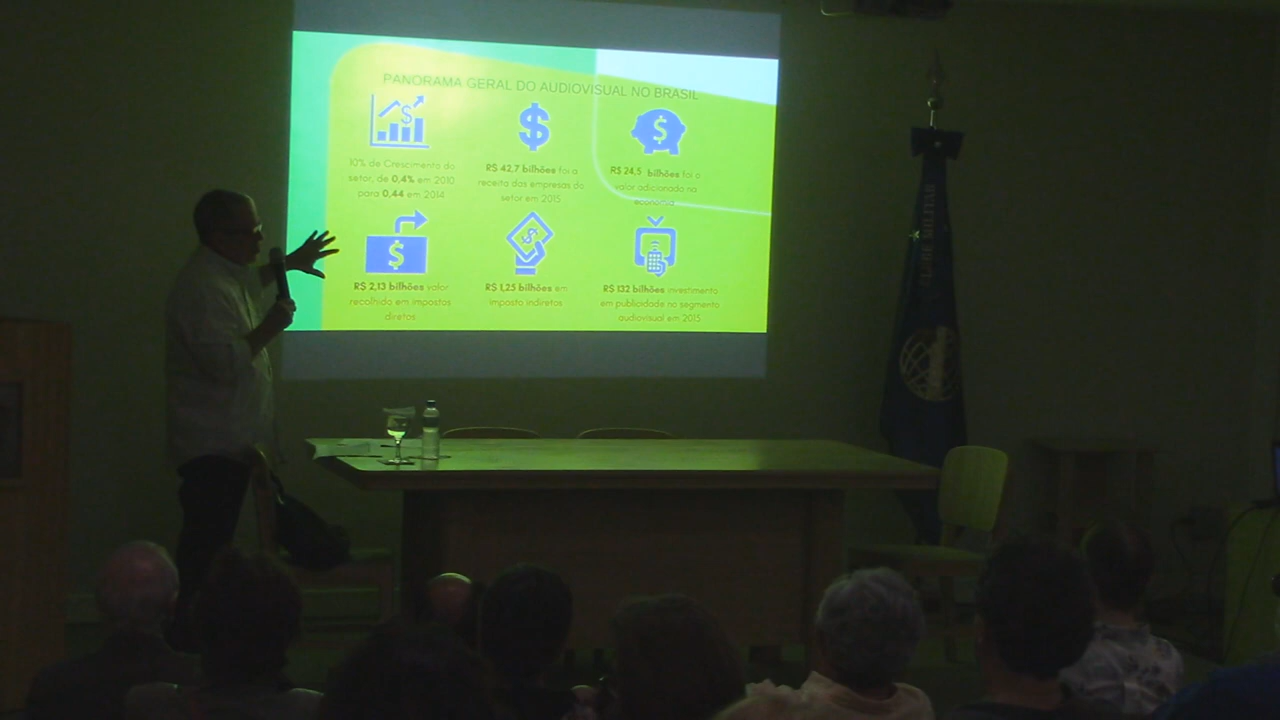 PANORAMA GERAL DO AUDIOVISUAL NO BRASIL
10% de Crescimento do
setor, de 0,4% em 2010
para 0,44 em 2014
R$ 42,7 bilhões foi a
receita das empresas do
setor em 2015
R$ 24,5 bilhões foi o
valor adicionado na
economia
R$ 2,13 bilhões valor
recolhido em impostos
diretos
R$ 1,25 bilhões em
imposto indiretos
R$ 132 bilhões investimento
em publicidade no segmento
audiovisual em 2015
CLUBE MILITAR